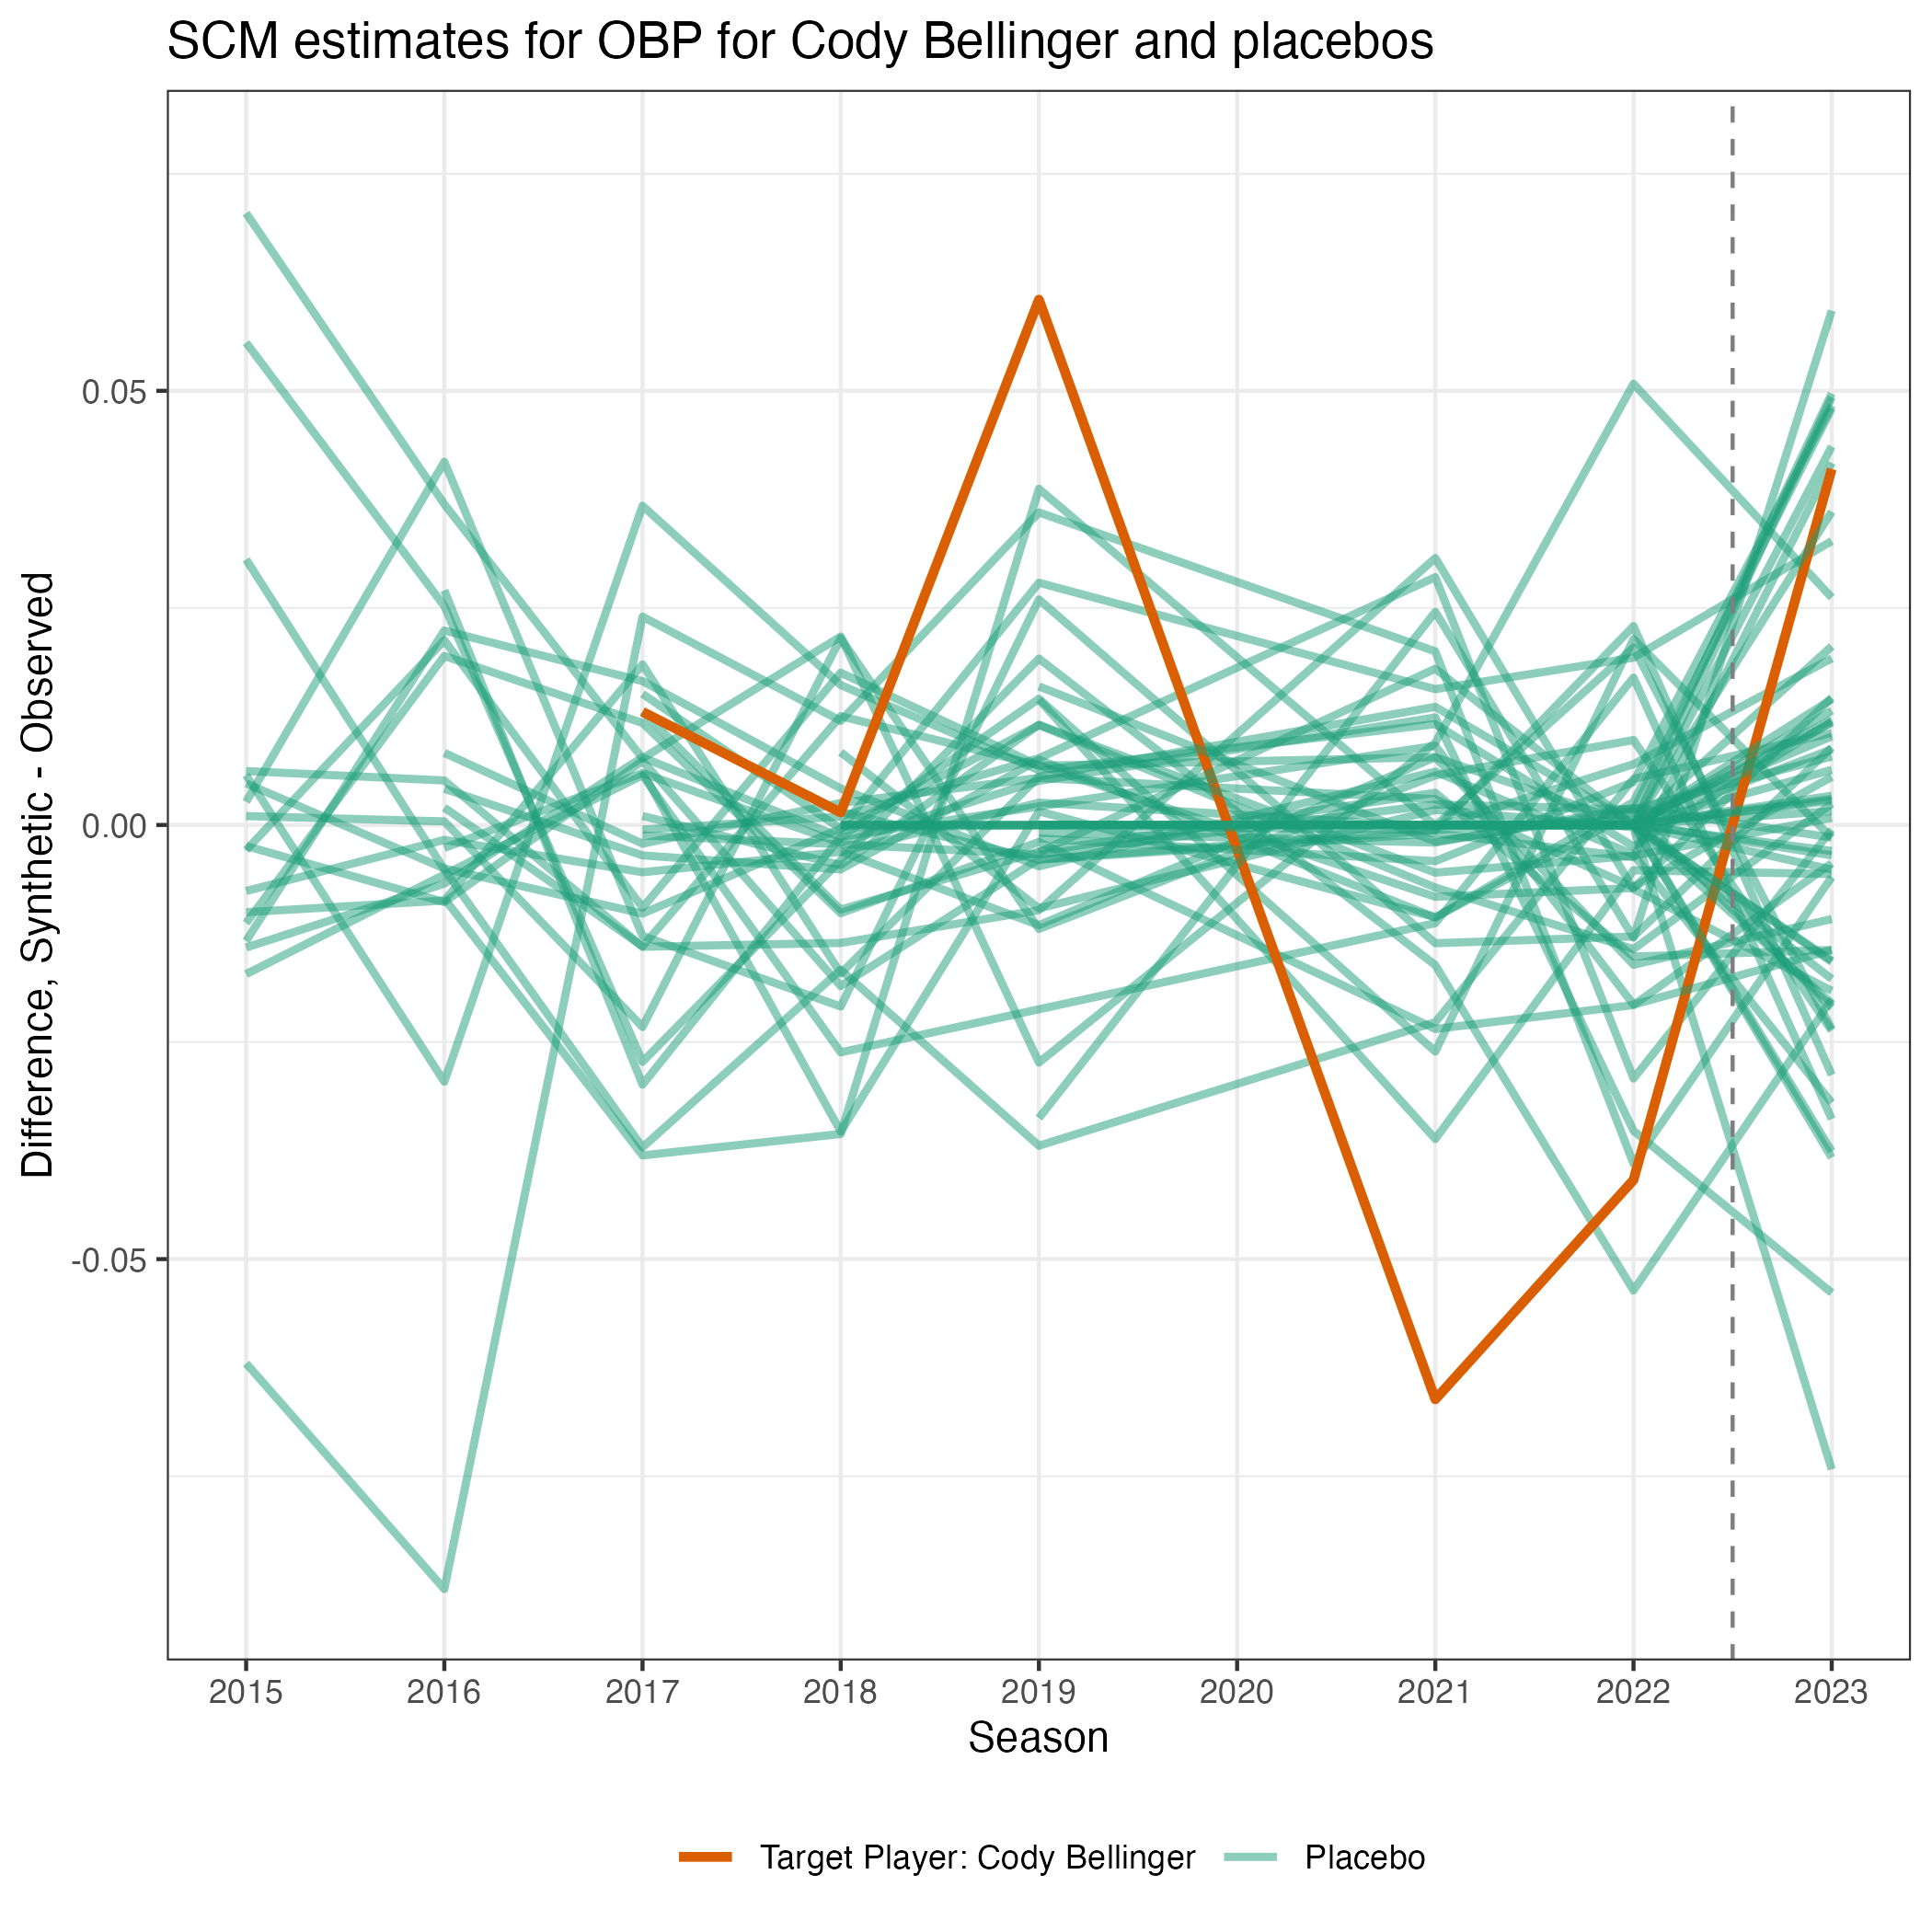 SCM estimates for OBP for Cody Bellinger and placebos
Difference, Synthetic - Observed
0.05
0.00
-0.05
2015 2016 2017 2018 2019 2020 2021 2022 2023
Season
Target Player: Cody Bellinger Placebo